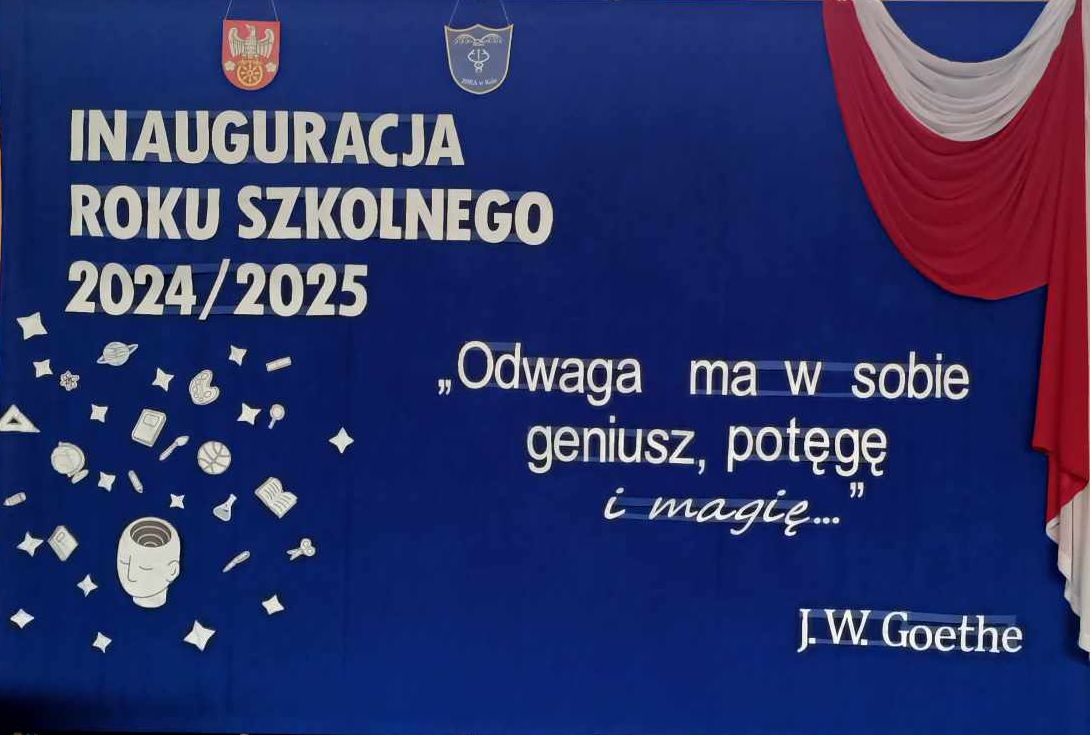 INAUGURACJA
ROKU SZKOLNEGO
2024/2025
„Odwaga ma w sobie
geniusz, potęgę
i magię...”
J. W. Goethe